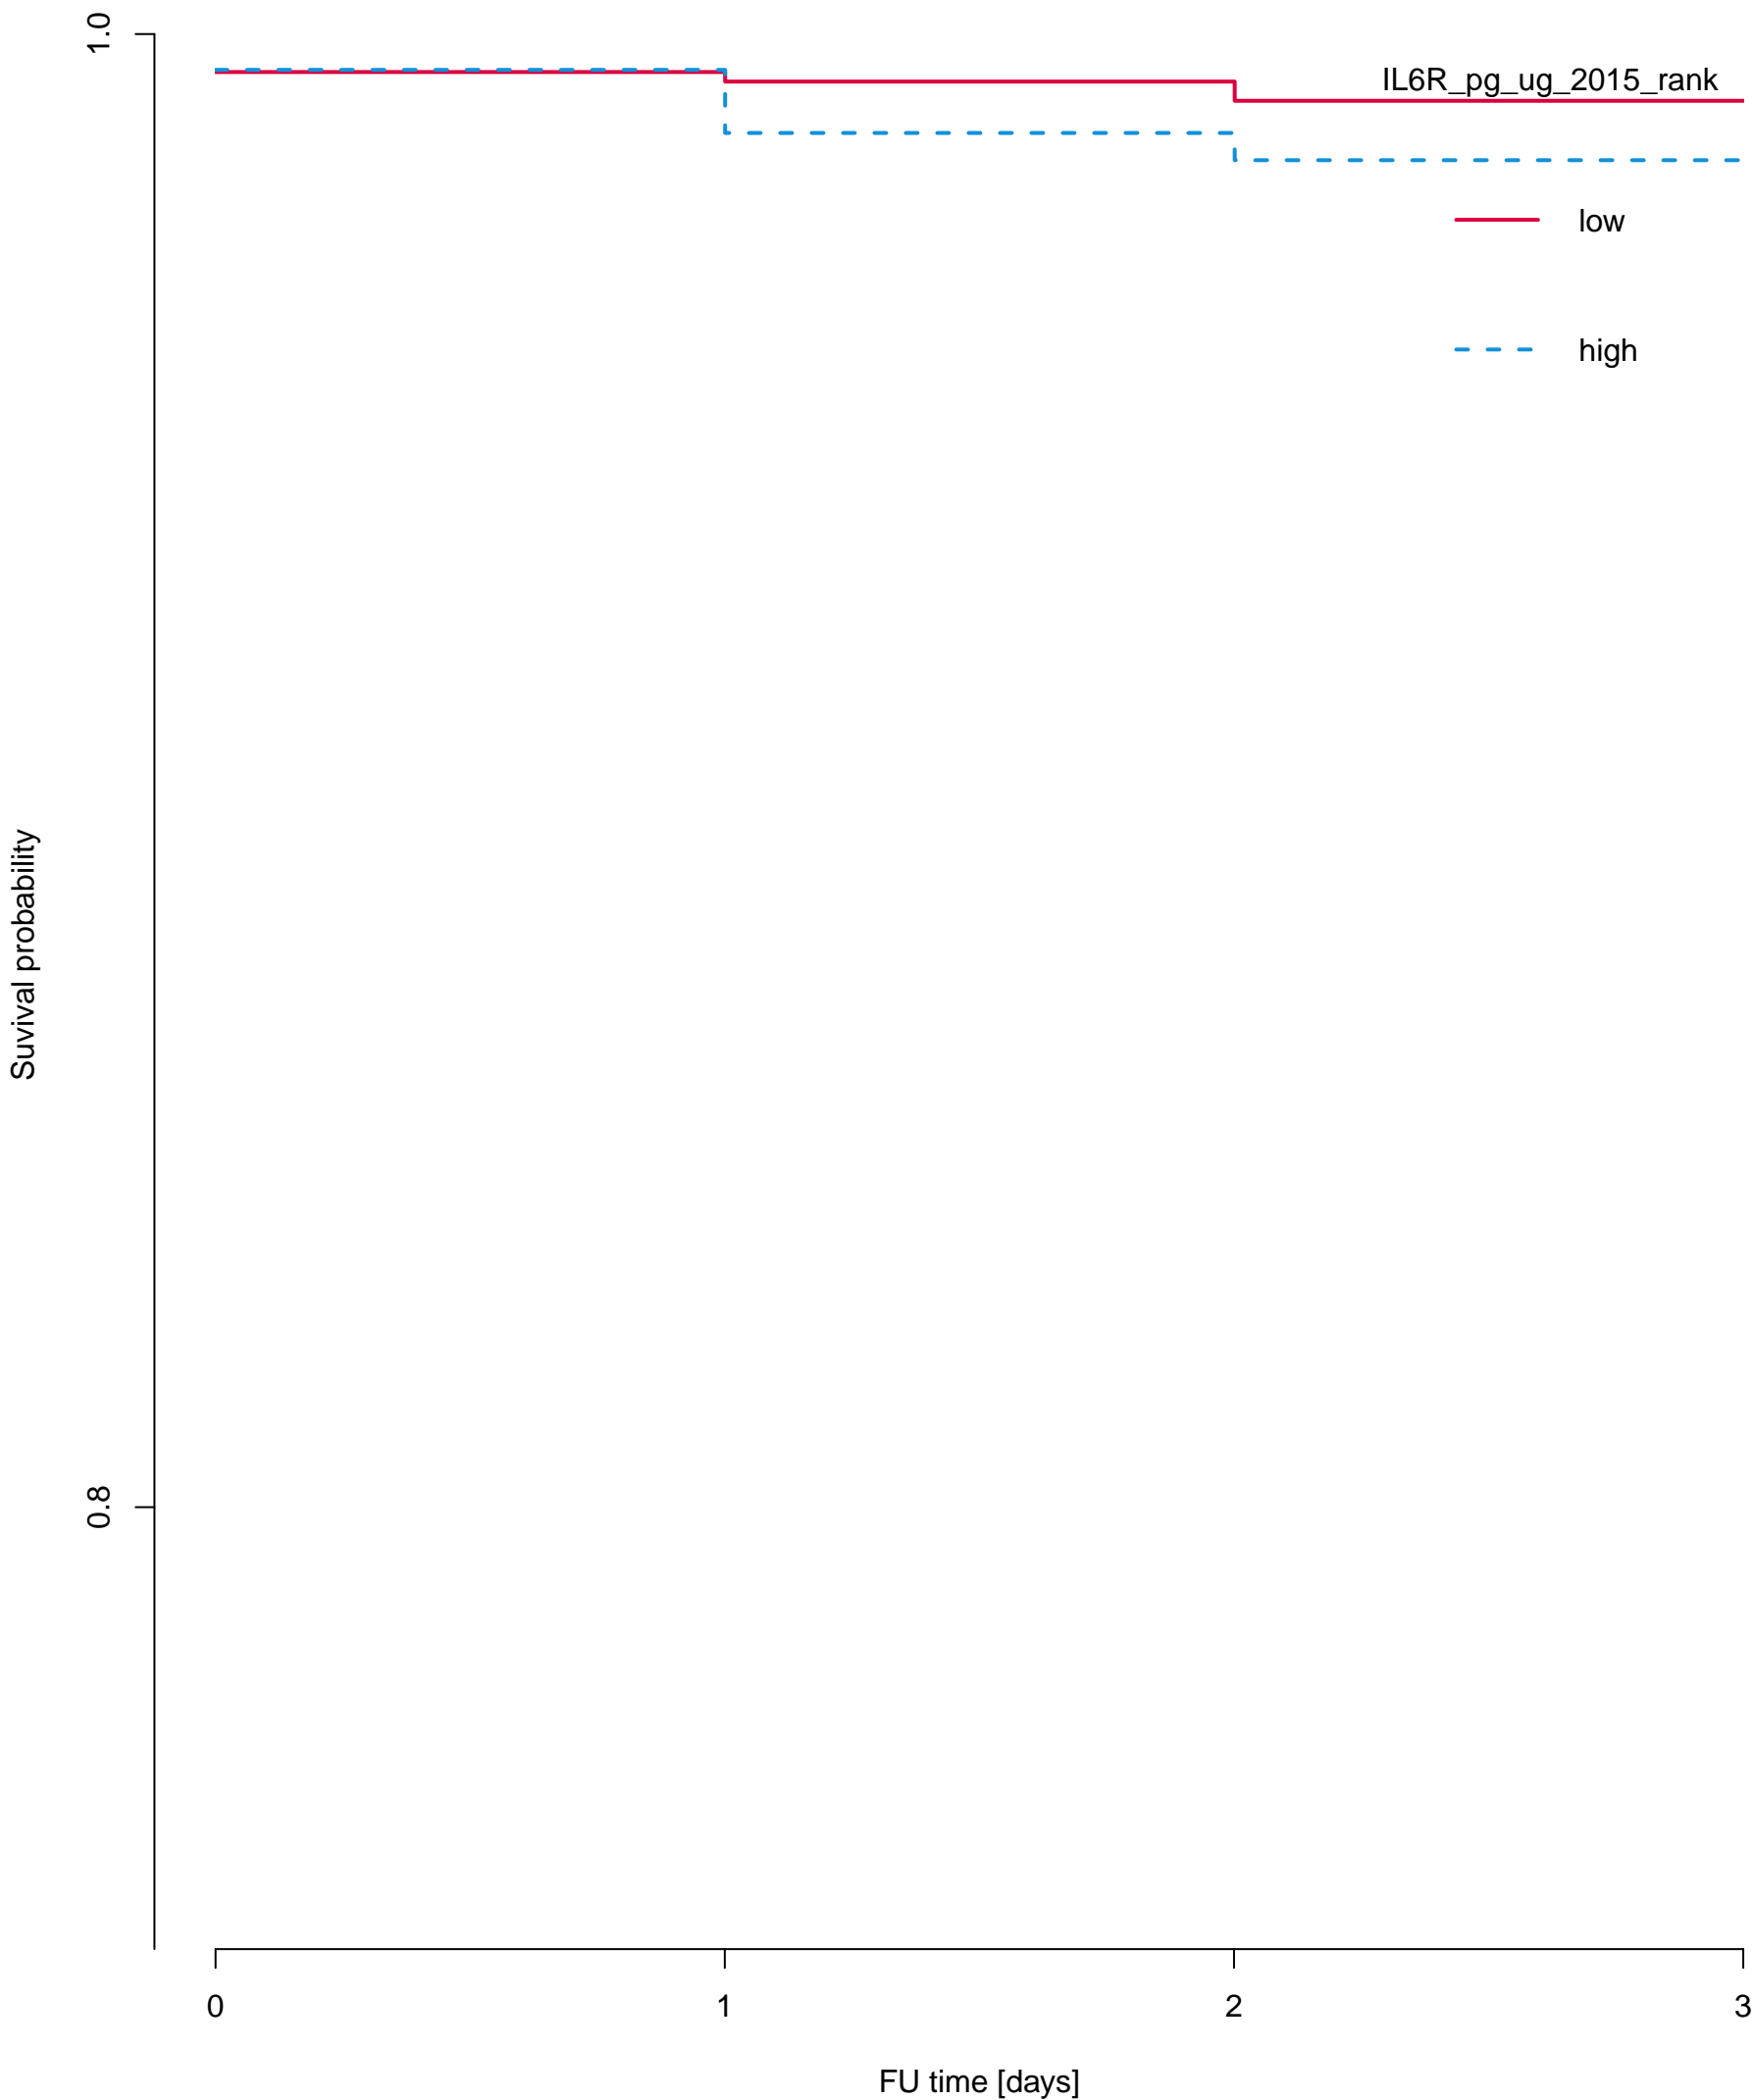 1.0
IL6R_pg_ug_2015_rank
low
high
Suvival probability
0.8
0 1 2 3
FU time [days]